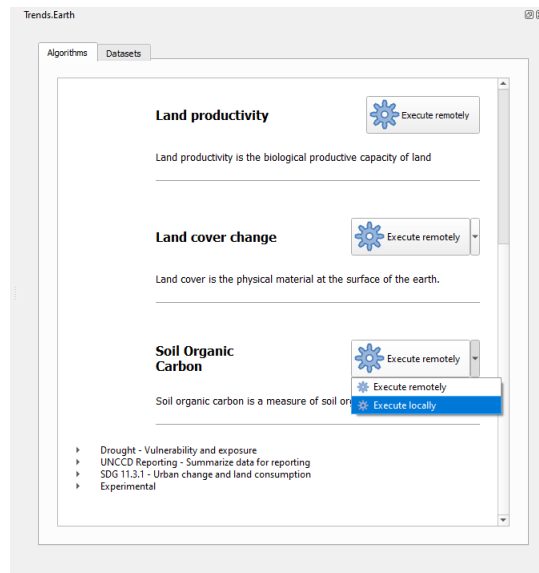 Trends.Earth
Algorithms
Datasets
Land productivity
Execute remotely
Land productivity is the biological productive capacity of land
Land cover change
Execute remotely
Land cover is the physical material at the surface of the earth.
Soil Organic
Carbon
Execute remotely
Execute remotely
Execute locally
Soil organic carbon is a measure of soil
Drought - Vulnerability and exposure
UNCCD Reporting - Summarize data for reporting
SDG 11.3.1 - Urban change and land consumption
Experimental